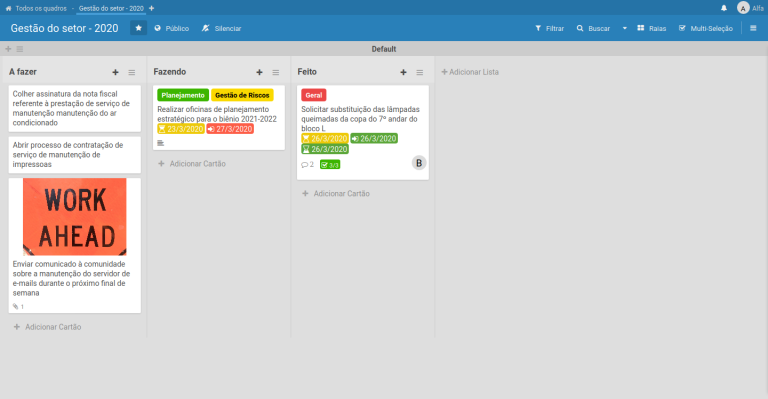 Todos os quadros - Gestão do setor - 2020
A Alfa
Gestão do setor - 2020 Público Silenciar
Filtrar Buscar Raias Multi-Seleção
Default
A fazer
Colher assinatura da nota fiscal
referente à prestação de serviço de
manutenção manutenção do ar
condicionado
Abrir processo de contratação de
serviço de manutenção de
impressoas
WORK
AHEAD
Enviar comunicado à comunidade
sobre a manutenção do servidor de
e-mails durante o próximo final de
semana
1
Adicionar Cartão
Fazendo
Planejamento Gestão de Riscos
Realizar oficinas de planejamento
estratégico para o biênio 2021-2022
23/3/2020 27/3/2020
Adicionar Cartão
Feito
Geral
Solicitar substituição das lâmpadas
queimadas da copa do 7º andar do
bloco L
26/3/2020 26/3/2020
26/3/2020
2 3/3 B
Adicionar Cartão
Adicionar Lista